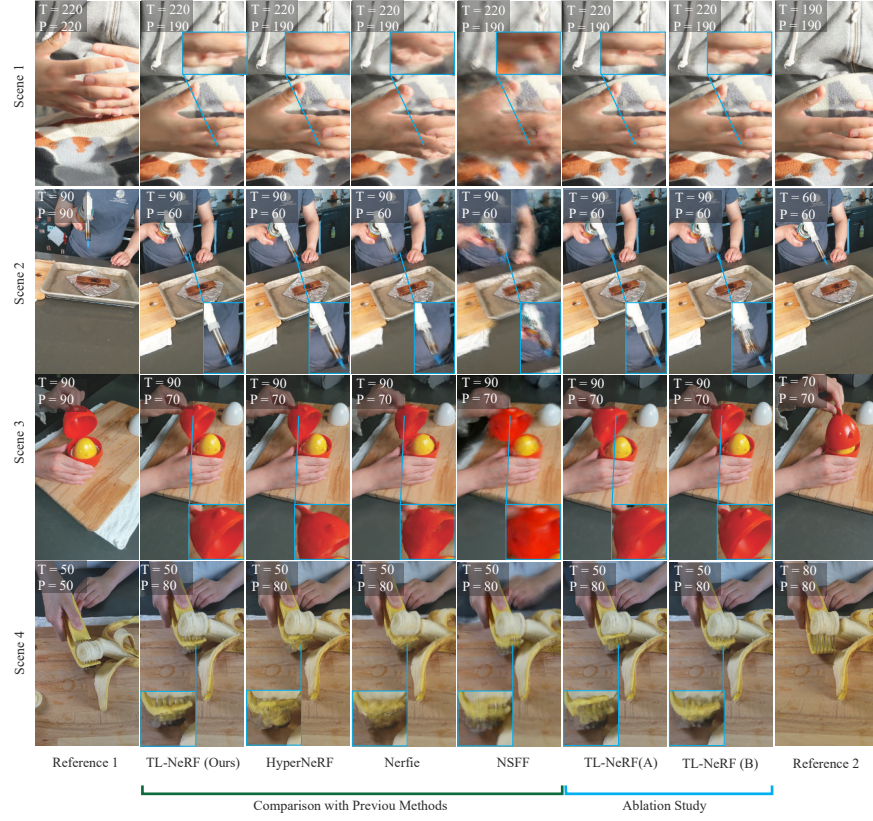 Scene 1
T = 220
P = 220
T = 220
P = 190
T = 220
P = 190
T = 220
P = 190
T = 220
P = 190
T = 220
P = 190
T = 220
P = 190
T = 190
P = 190
Scene 2
T = 90
P = 90
T = 90
P = 60
T = 90
P = 60
T = 90
P = 60
T = 90
P = 60
T = 90
P = 60
T = 90
P = 60
T = 60
P = 60
Scene 3
T = 90
P = 90
T = 90
P = 70
T = 90
P = 70
T = 90
P = 70
T = 90
P = 70
T = 90
P = 70
T = 90
P = 70
T = 70
P = 70
Scene 4
T = 50
P = 50
T = 50
P = 80
T = 50
P = 80
T = 50
P = 80
T = 50
P = 80
T = 50
P = 80
T = 50
P = 80
T = 80
P = 80
Reference 1
TL-NeRF (Ours)
HyperNeRF
Nerfie
NSFF
TL-NeRF(A)
TL-NeRF (B)
Reference 2
Comparison with Previou Methods
Ablation Study